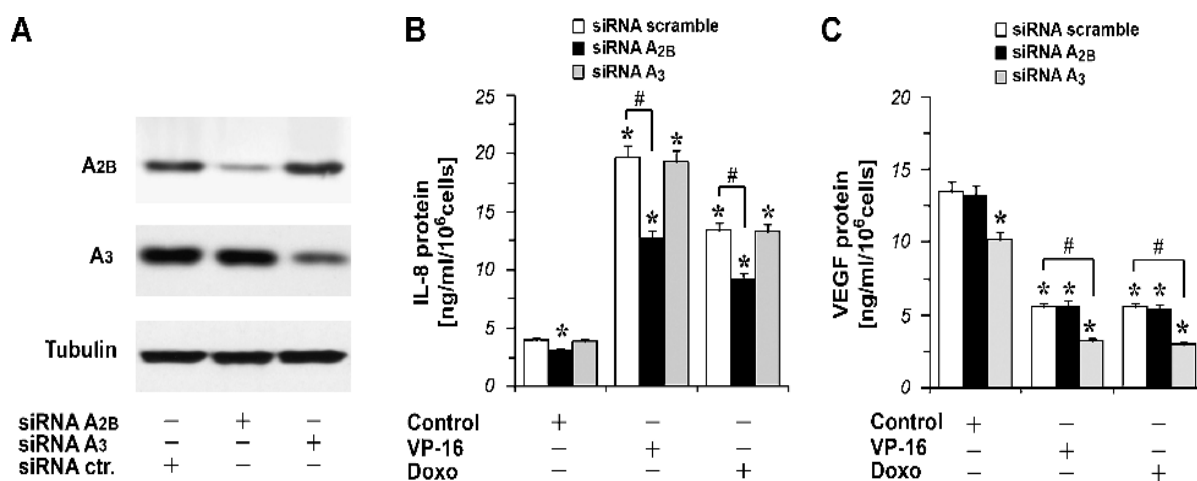 A
A2B
A3
Tubulin
siRNA A2B – + –
siRNA A3 – – +
siRNA ctr. + – –
B
siRNA scramble
siRNA A2B
siRNA A3
IL-8 protein
[ng/ml/10⁶cells]
25
20
15
10
5
0
#
*
*
*
#
*
*
*
*
Control + – –
VP-16 – + –
Doxo – – +
C
siRNA scramble
siRNA A2B
siRNA A3
VEGF protein
[ng/ml/10⁶cells]
20
15
10
5
0
*
#
* *
*
#
* *
*
Control + – –
VP-16 – + –
Doxo – – +